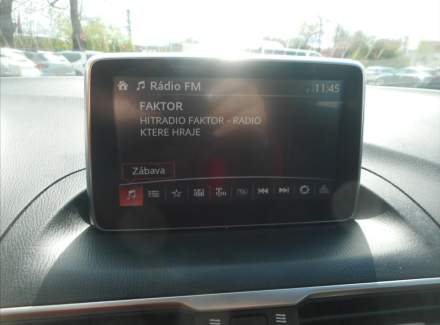 Rádio FM
11:45
FAKTOR
HITRADIO FAKTOR - RADIO
KTERE HRAJE
Zábava